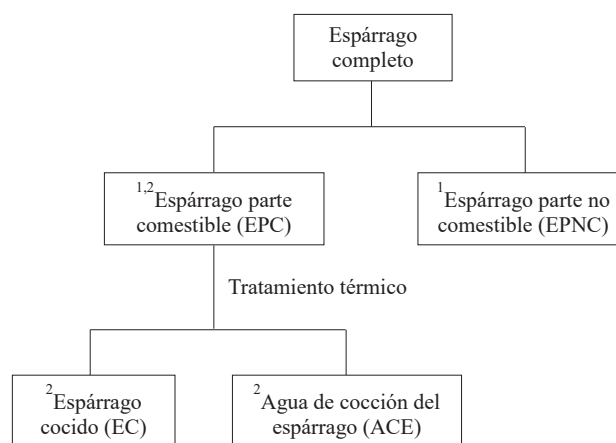 Espárrago
completo
1,2Espárrago parte
comestible (EPC)
1Espárrago parte no
comestible (EPNC)
Tratamiento térmico
2Espárrago
cocido (EC)
2Agua de cocción del
espárrago (ACE)